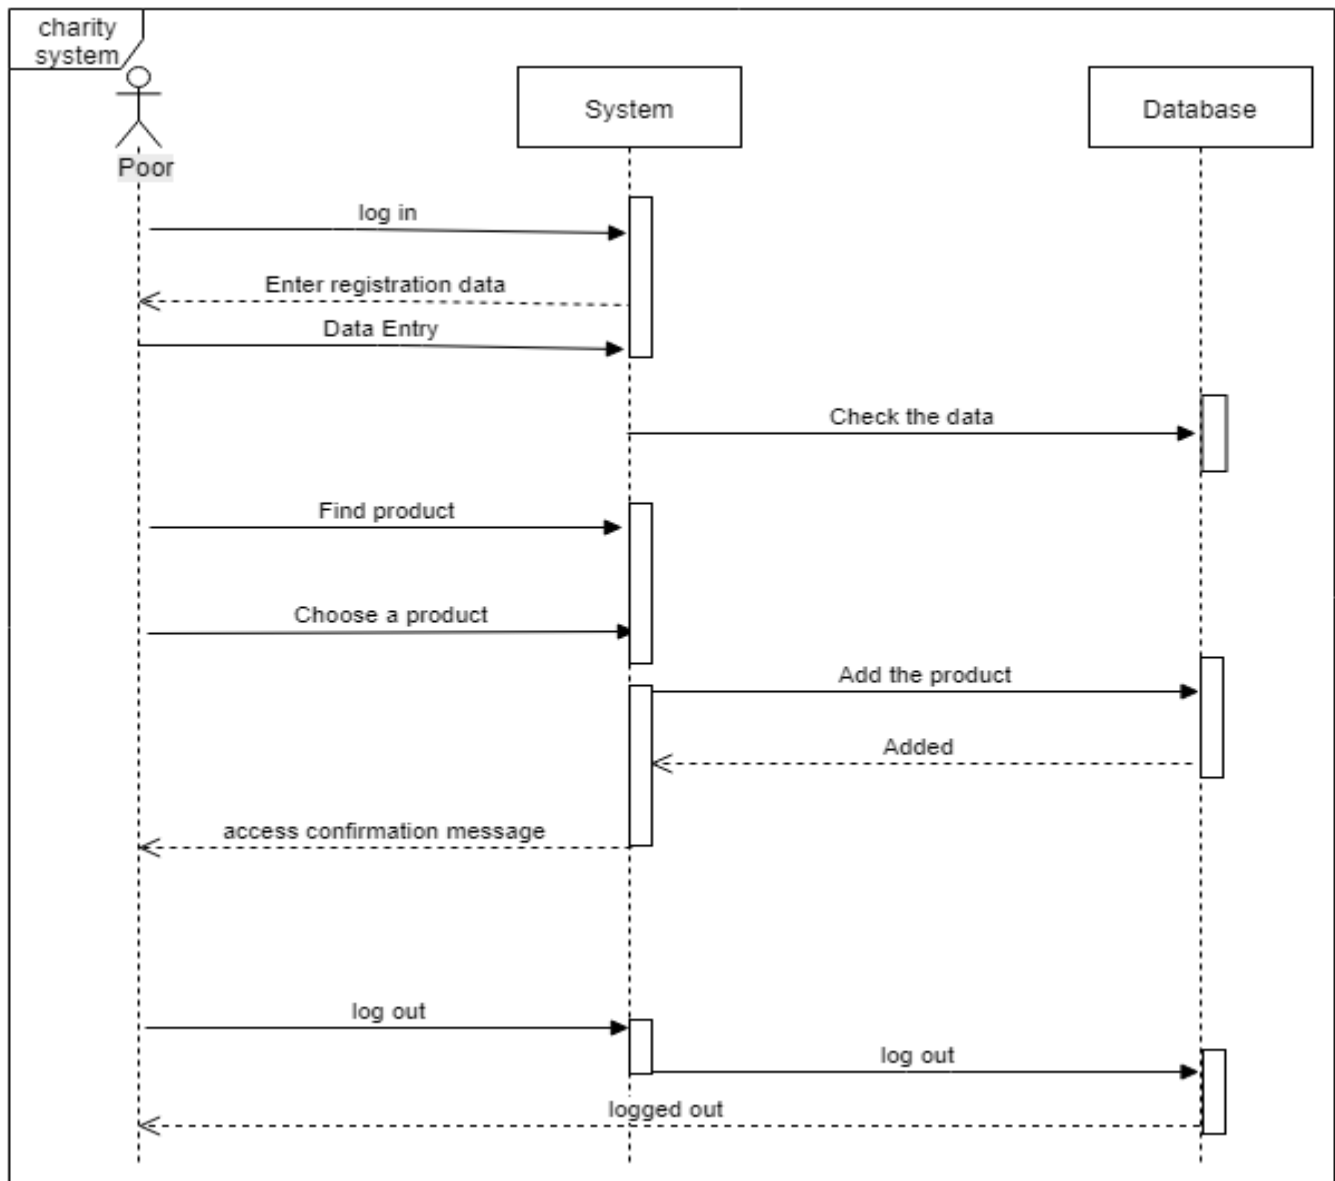 charity
system
System
Database
Poor
log in
Enter registration data
Data Entry
Check the data
Find product
Choose a product
Add the product
Added
access confirmation message
log out
log out
logged out